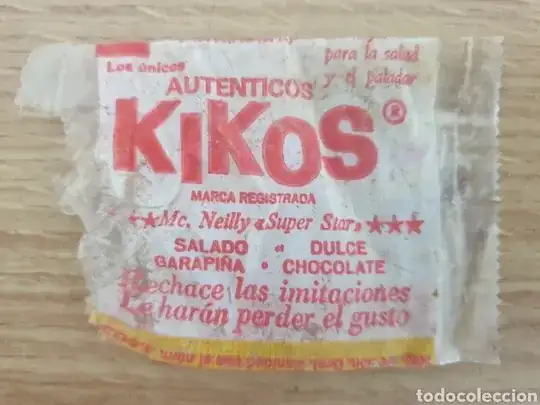 para la salud
Los únicos
y el paladar
AUTENTICOS
KIKOS®
MARCA REGISTRADA
★★Mc. Neilly «Super Star» ★★★
SALADO « DULCE
GARAPIÑA • CHOCOLATE
Rechace las imitaciones
Le harán perder el gusto
todocoleccion